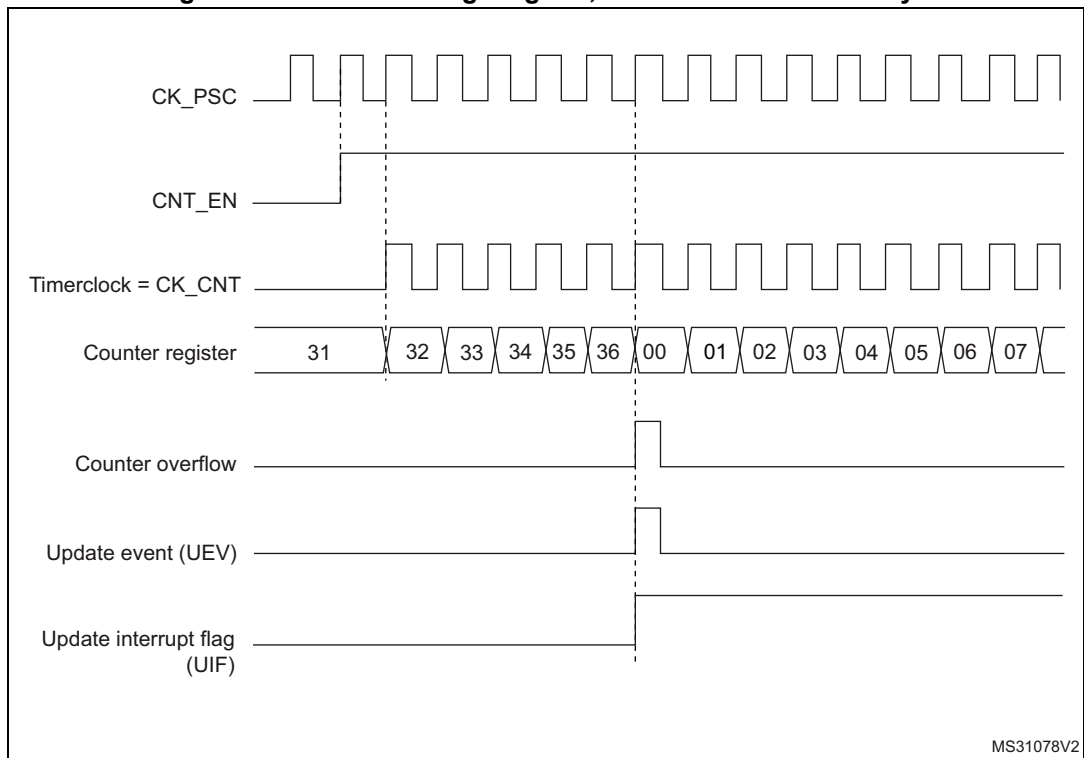 CK_PSC
CNT_EN
Timerclock = CK_CNT
Counter register 31 32 33 34 35 36 00 01 02 03 04 05 06 07
Counter overflow
Update event (UEV)
Update interrupt flag
(UIF)
MS31078V2